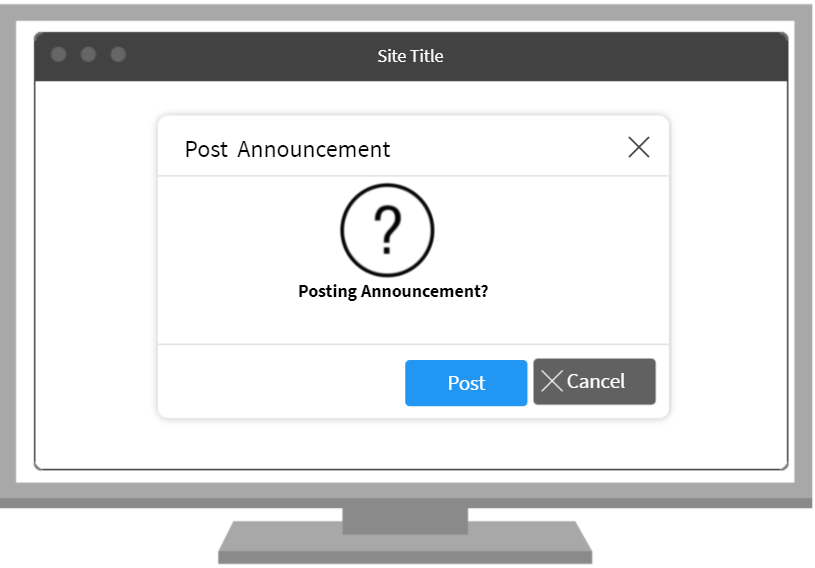 Site Title
Post Announcement
?
Posting Announcement?
Post
Cancel